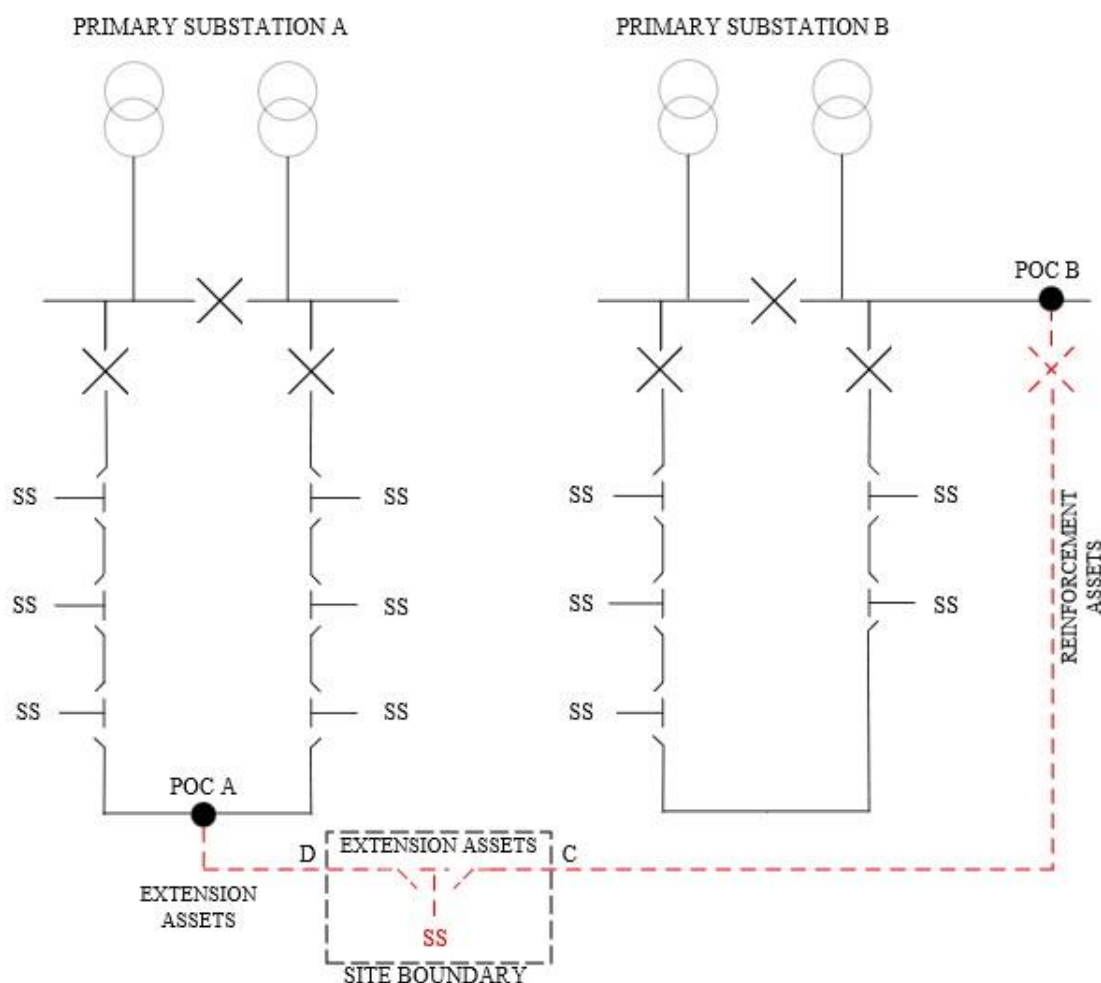 PRIMARY SUBSTATION A
PRIMARY SUBSTATION B
POC B
SS
SS
SS
SS
SS
SS
SS
SS
REINFORCEMENT
ASSETS
SS
SS
SS
POC A
D
EXTENSION ASSETS
C
EXTENSION
ASSETS
SS
SITE BOUNDARY